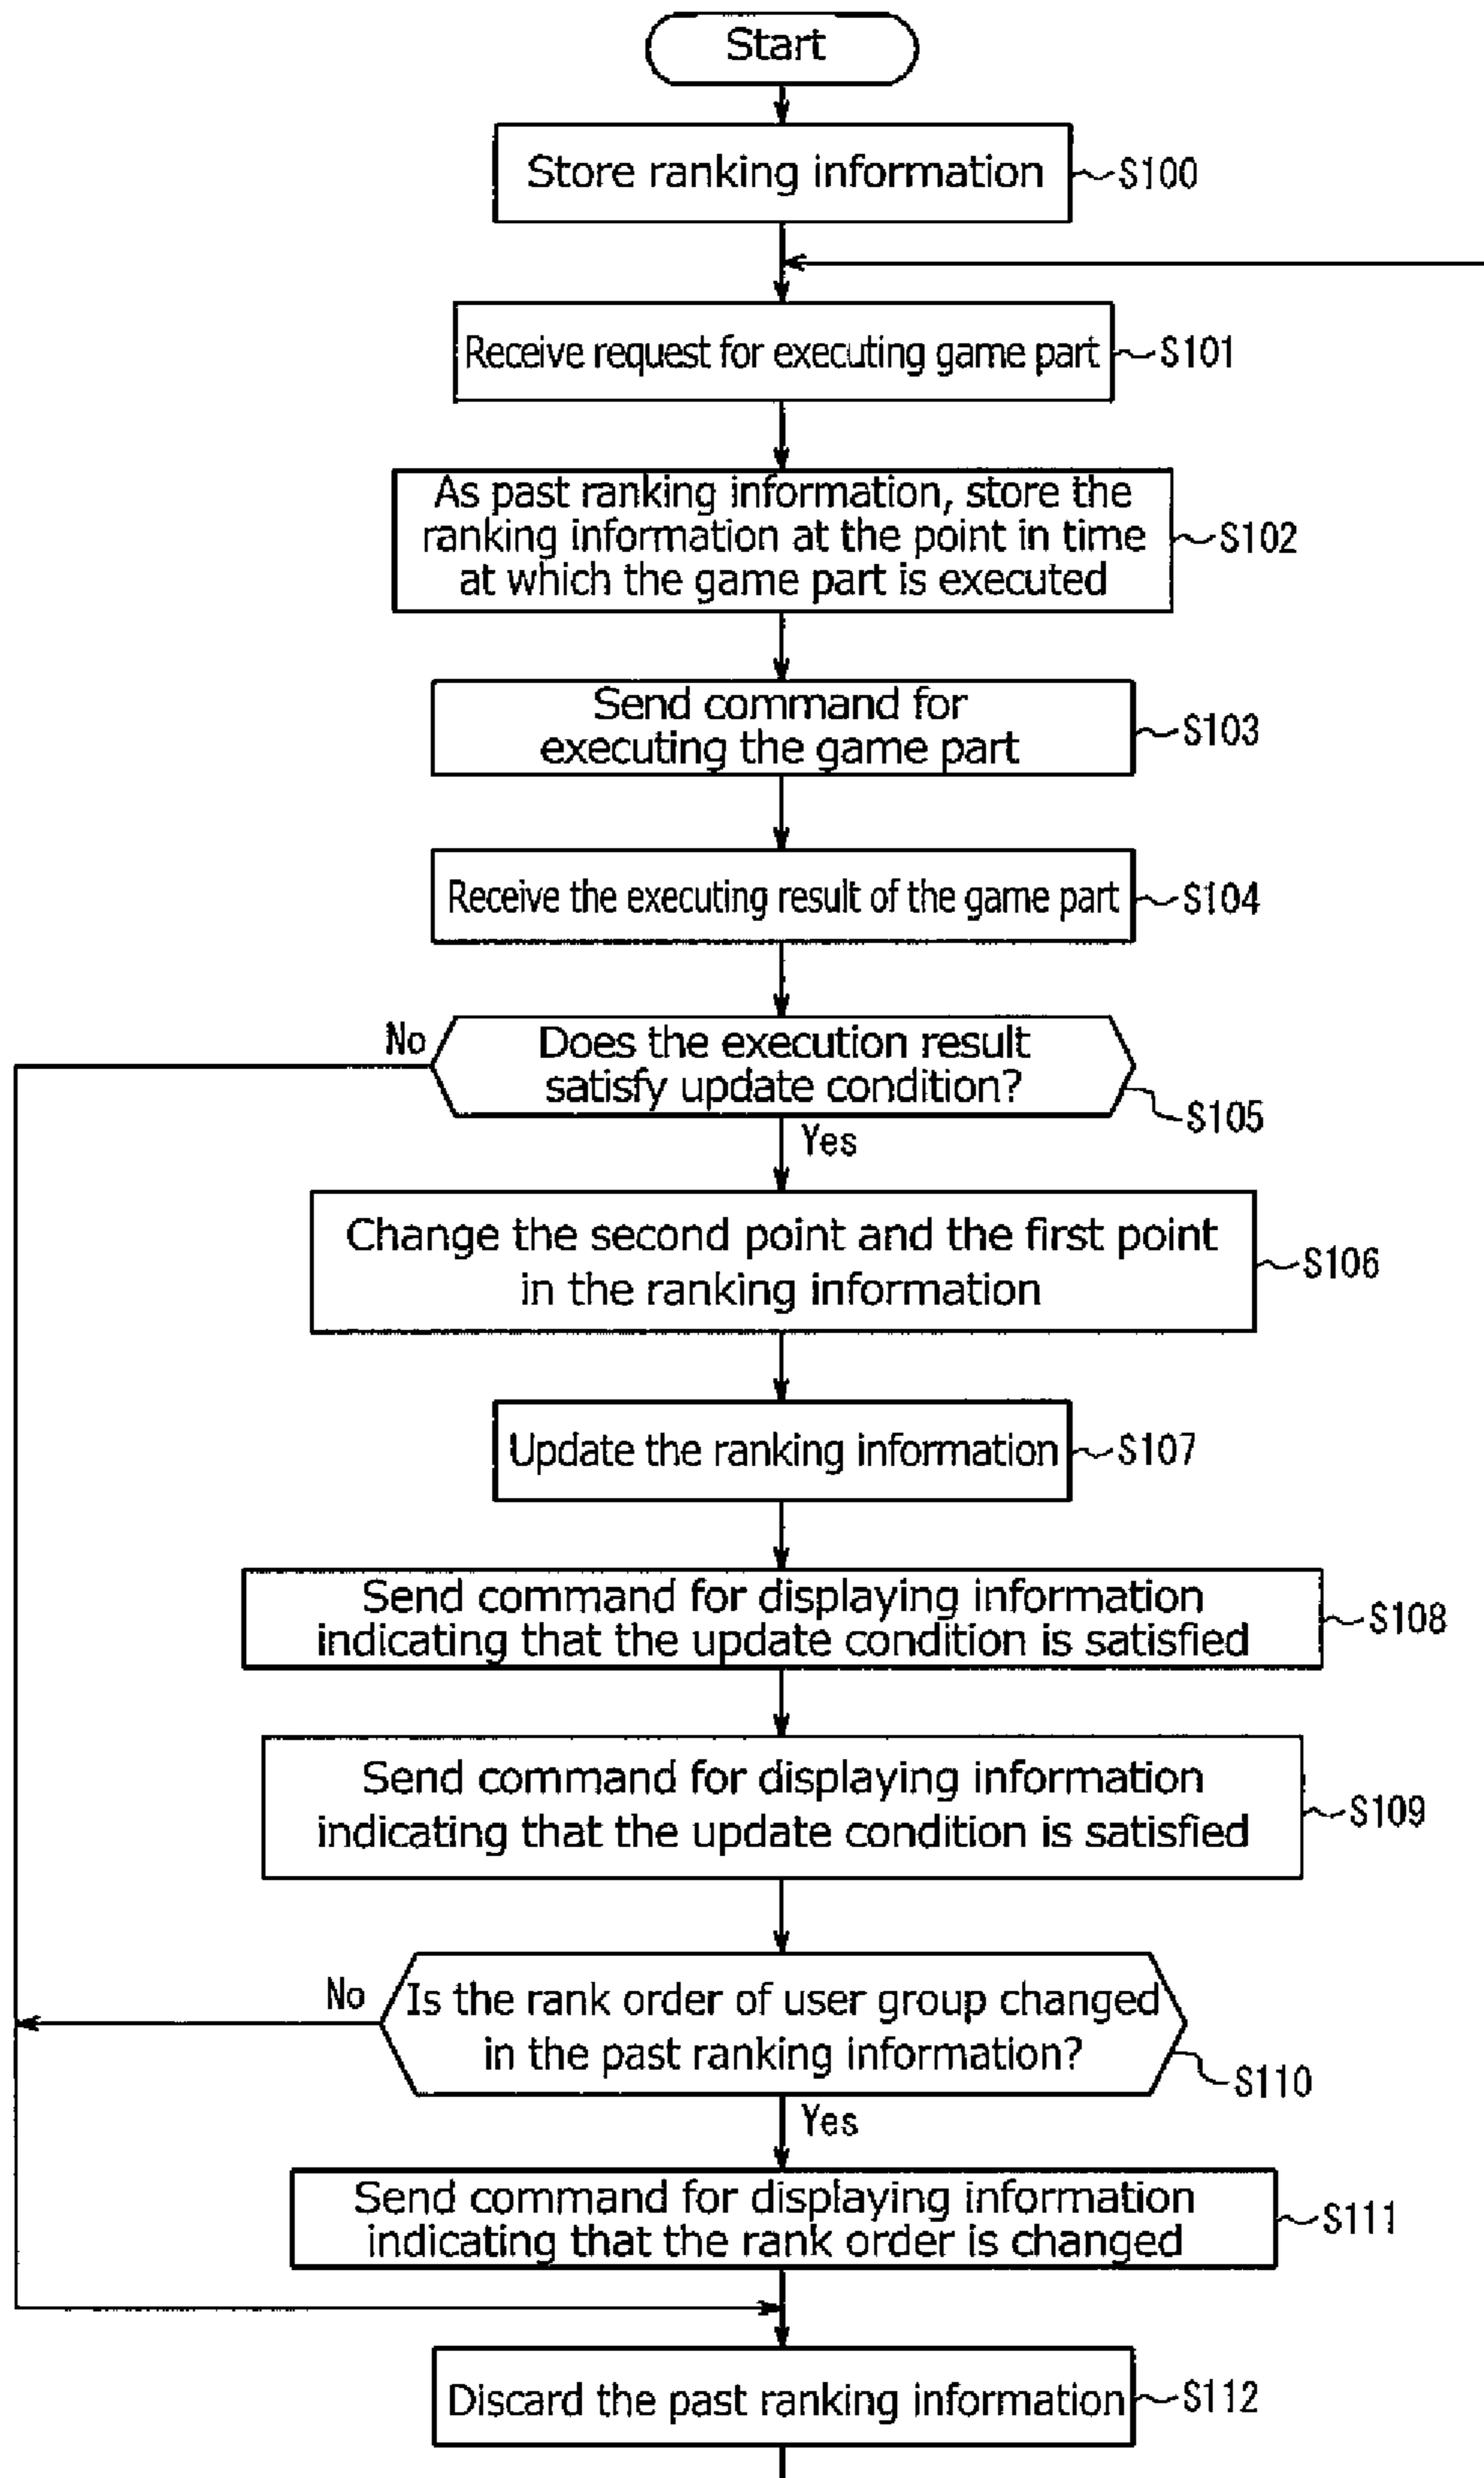 Start
Store ranking information
S100
Receive request for executing game part
S101
As past ranking information, store the
ranking information at the point in time
at which the game part is executed
S102
Send command for
executing the game part
S103
Receive the executing result of the game part
S104
No
Does the execution result
satisfy update condition?
S105
Yes
Change the second point and the first point
in the ranking information
S106
Update the ranking information
S107
Send command for displaying information
indicating that the update condition is satisfied
S108
Send command for displaying information
indicating that the update condition is satisfied
S109
No
Is the rank order of user group changed
in the past ranking information?
S110
Yes
Send command for displaying information
indicating that the rank order is changed
S111
Discard the past ranking information
S112